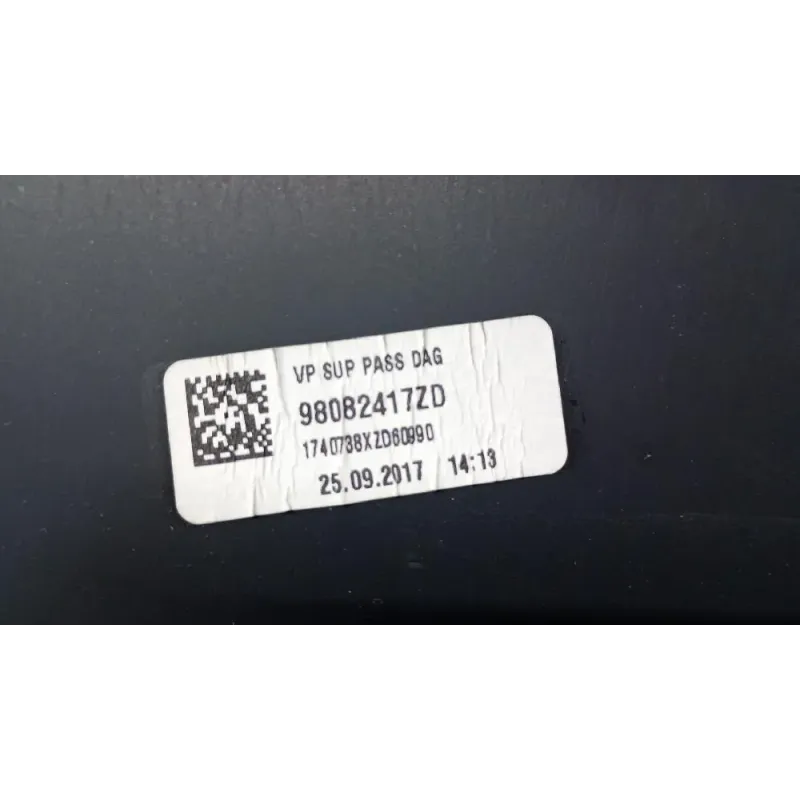 VP SUP PASS DAG
98082417ZD
1740738XZD60990
25.09.2017 14:13